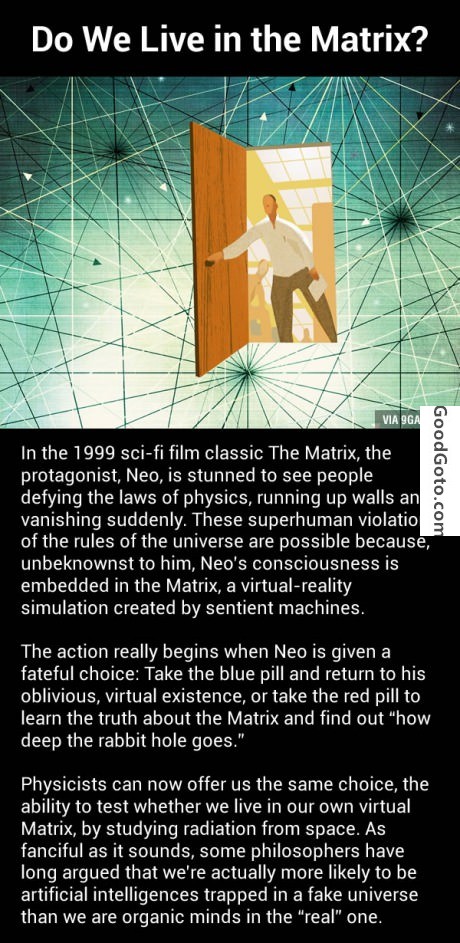 Do We Live in the Matrix?
VIA 9GA
GoodGoto.com
In the 1999 sci-fi film classic The Matrix, the
protagonist, Neo, is stunned to see people
defying the laws of physics, running up walls an
vanishing suddenly. These superhuman violatio
of the rules of the universe are possible because,
unbeknownst to him, Neo's consciousness is
embedded in the Matrix, a virtual-reality
simulation created by sentient machines.
The action really begins when Neo is given a
fateful choice: Take the blue pill and return to his
oblivious, virtual existence, or take the red pill to
learn the truth about the Matrix and find out “how
deep the rabbit hole goes.”
Physicists can now offer us the same choice, the
ability to test whether we live in our own virtual
Matrix, by studying radiation from space. As
fanciful as it sounds, some philosophers have
long argued that we're actually more likely to be
artificial intelligences trapped in a fake universe
than we are organic minds in the “real” one.